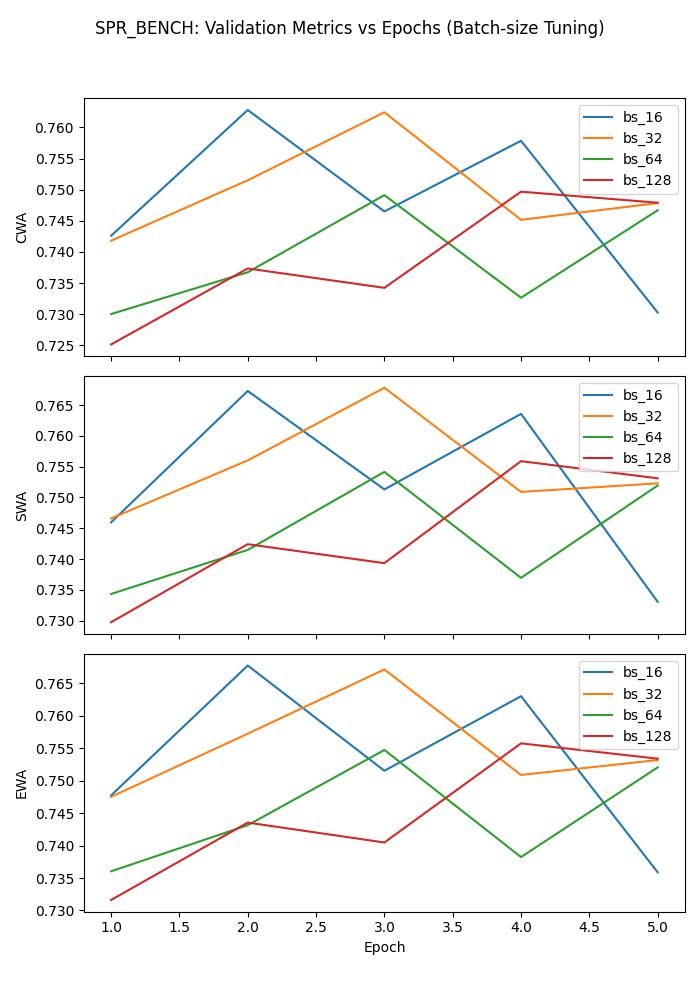 SPR_BENCH: Validation Metrics vs Epochs (Batch-size Tuning)
CWA
0.760
0.755
0.750
0.745
0.740
0.735
0.730
0.725
bs_16
bs_32
bs_64
bs_128
SWA
0.765
0.760
0.755
0.750
0.745
0.740
0.735
0.730
bs_16
bs_32
bs_64
bs_128
EWA
0.765
0.760
0.755
0.750
0.745
0.740
0.735
0.730
bs_16
bs_32
bs_64
bs_128
1.0 1.5 2.0 2.5 3.0 3.5 4.0 4.5 5.0
Epoch